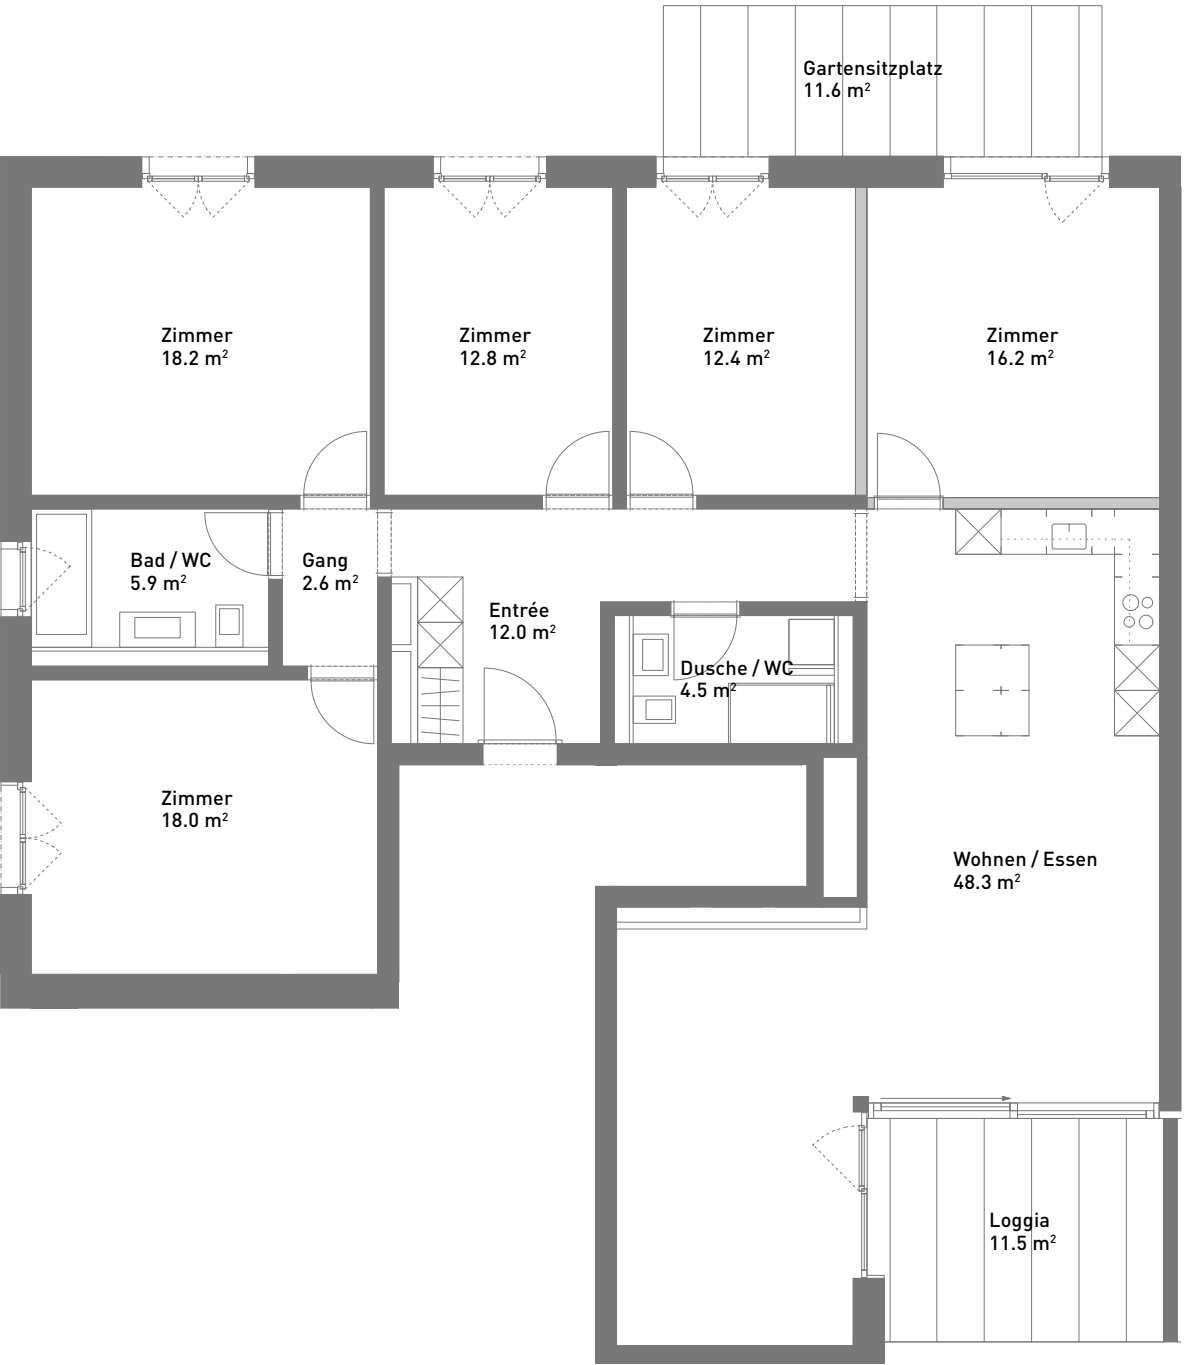 Gartensitzplatz
11.6 m²
Zimmer
18.2 m²
Zimmer
12.8 m²
Zimmer
12.4 m²
Zimmer
16.2 m²
Bad / WC
5.9 m²
Gang
2.6 m²
Entrée
12.0 m²
Dusche / WC
4.5 m²
Zimmer
18.0 m²
Wohnen / Essen
48.3 m²
Loggia
11.5 m²